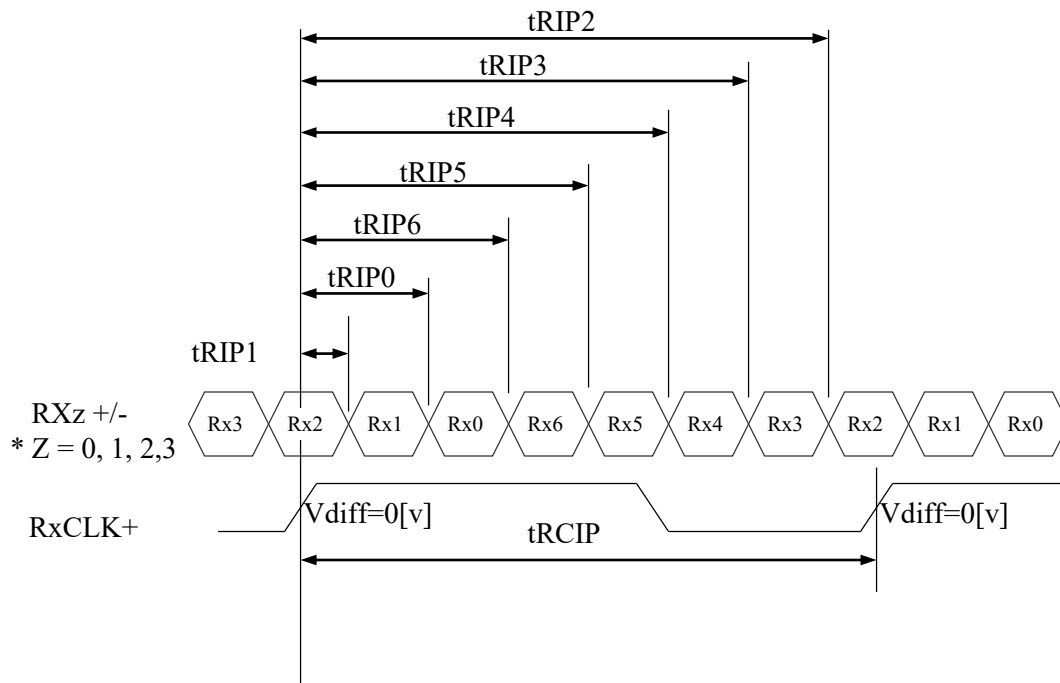 tRIP2
tRIP3
tRIP4
tRIP5
tRIP6
tRIP0
tRIP1
RXz +/-
* Z = 0, 1, 2,3
Rx3 Rx2 Rx1 Rx0 Rx6 Rx5 Rx4 Rx3 Rx2 Rx1 Rx0
RxCLK+
Vdiff=0[v] Vdiff=0[v]
tRCIP